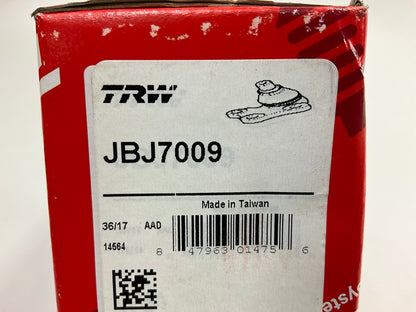 TRW
JBJ7009
Made in Taiwan
36/17 AAD
14564
8 47963 01475 6